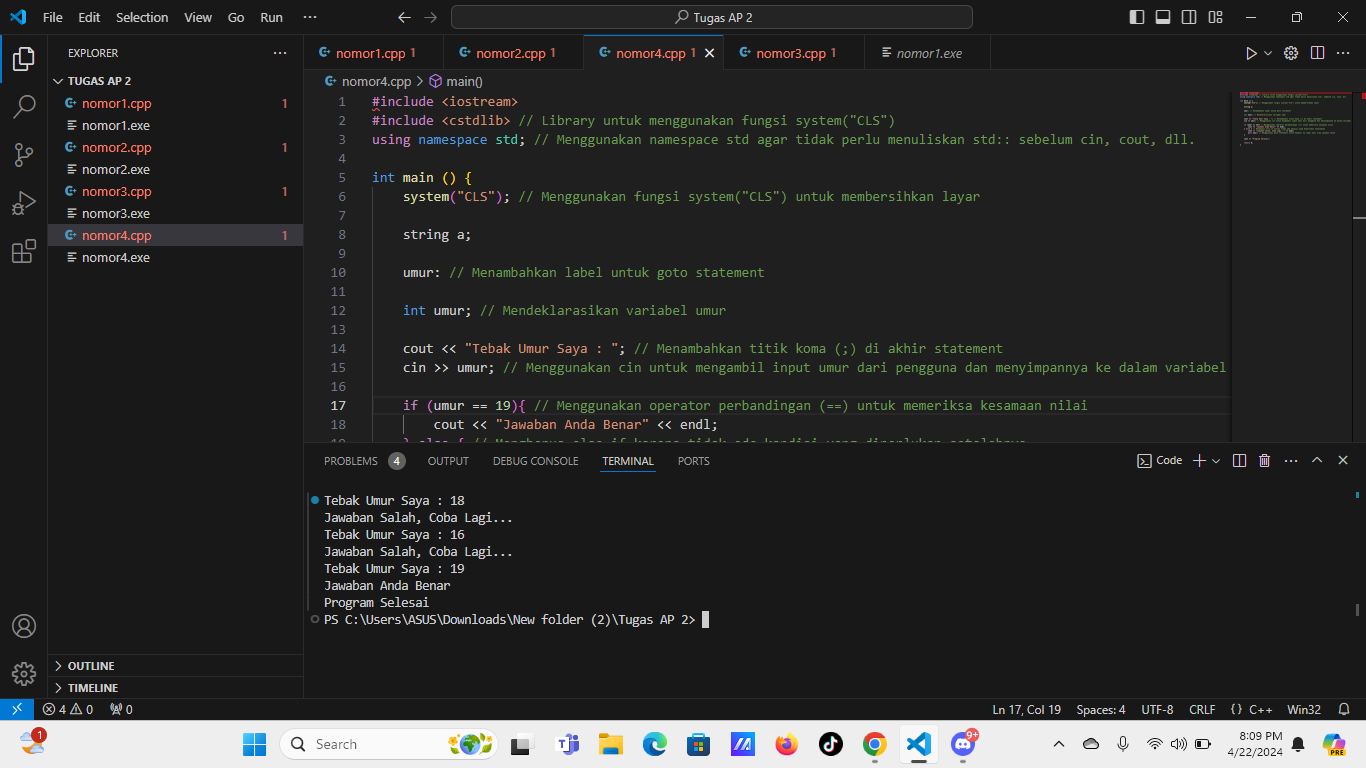 File Edit Selection View Go Run ··· Tugas AP 2
EXPLORER ···
TUGAS AP 2
nomor1.cpp 1
nomor1.exe
nomor2.cpp 1
nomor2.exe
nomor3.cpp 1
nomor3.exe
nomor4.cpp 1
nomor4.exe
OUTLINE
TIMELINE
nomor1.cpp 1 nomor2.cpp 1 nomor4.cpp 1 nomor3.cpp 1 nomor1.exe
nomor4.cpp > main()
1 #include <iostream>
2 #include <cstdlib> // Library untuk menggunakan fungsi system("CLS")
3 using namespace std; // Menggunakan namespace std agar tidak perlu menuliskan std:: sebelum cin, cout, dll.
4
5 int main () {
6 system("CLS"); // Menggunakan fungsi system("CLS") untuk membersihkan layar
7
8 string a;
9
10 umur: // Menambahkan label untuk goto statement
11
12 int umur; // Mendeklarasikan variabel umur
13
14 cout << "Tebak Umur Saya : "; // Menambahkan titik koma (;) di akhir statement
15 cin >> umur; // Menggunakan cin untuk mengambil input umur dari pengguna dan menyimpannya ke dalam variabel
16
17 if (umur == 19){ // Menggunakan operator perbandingan (==) untuk memeriksa kesamaan nilai
18 cout << "Jawaban Anda Benar" << endl;
PROBLEMS 4 OUTPUT DEBUG CONSOLE TERMINAL PORTS Code
Tebak Umur Saya : 18
Jawaban Salah, Coba Lagi...
Tebak Umur Saya : 16
Jawaban Salah, Coba Lagi...
Tebak Umur Saya : 19
Jawaban Anda Benar
Program Selesai
PS C:\Users\ASUS\Downloads\New folder (2)\Tugas AP 2>
4 0 0 Ln 17, Col 19 Spaces: 4 UTF-8 CRLF {} C++ Win32
1 Search 9+ 8:09 PM
4/22/2024 PRE